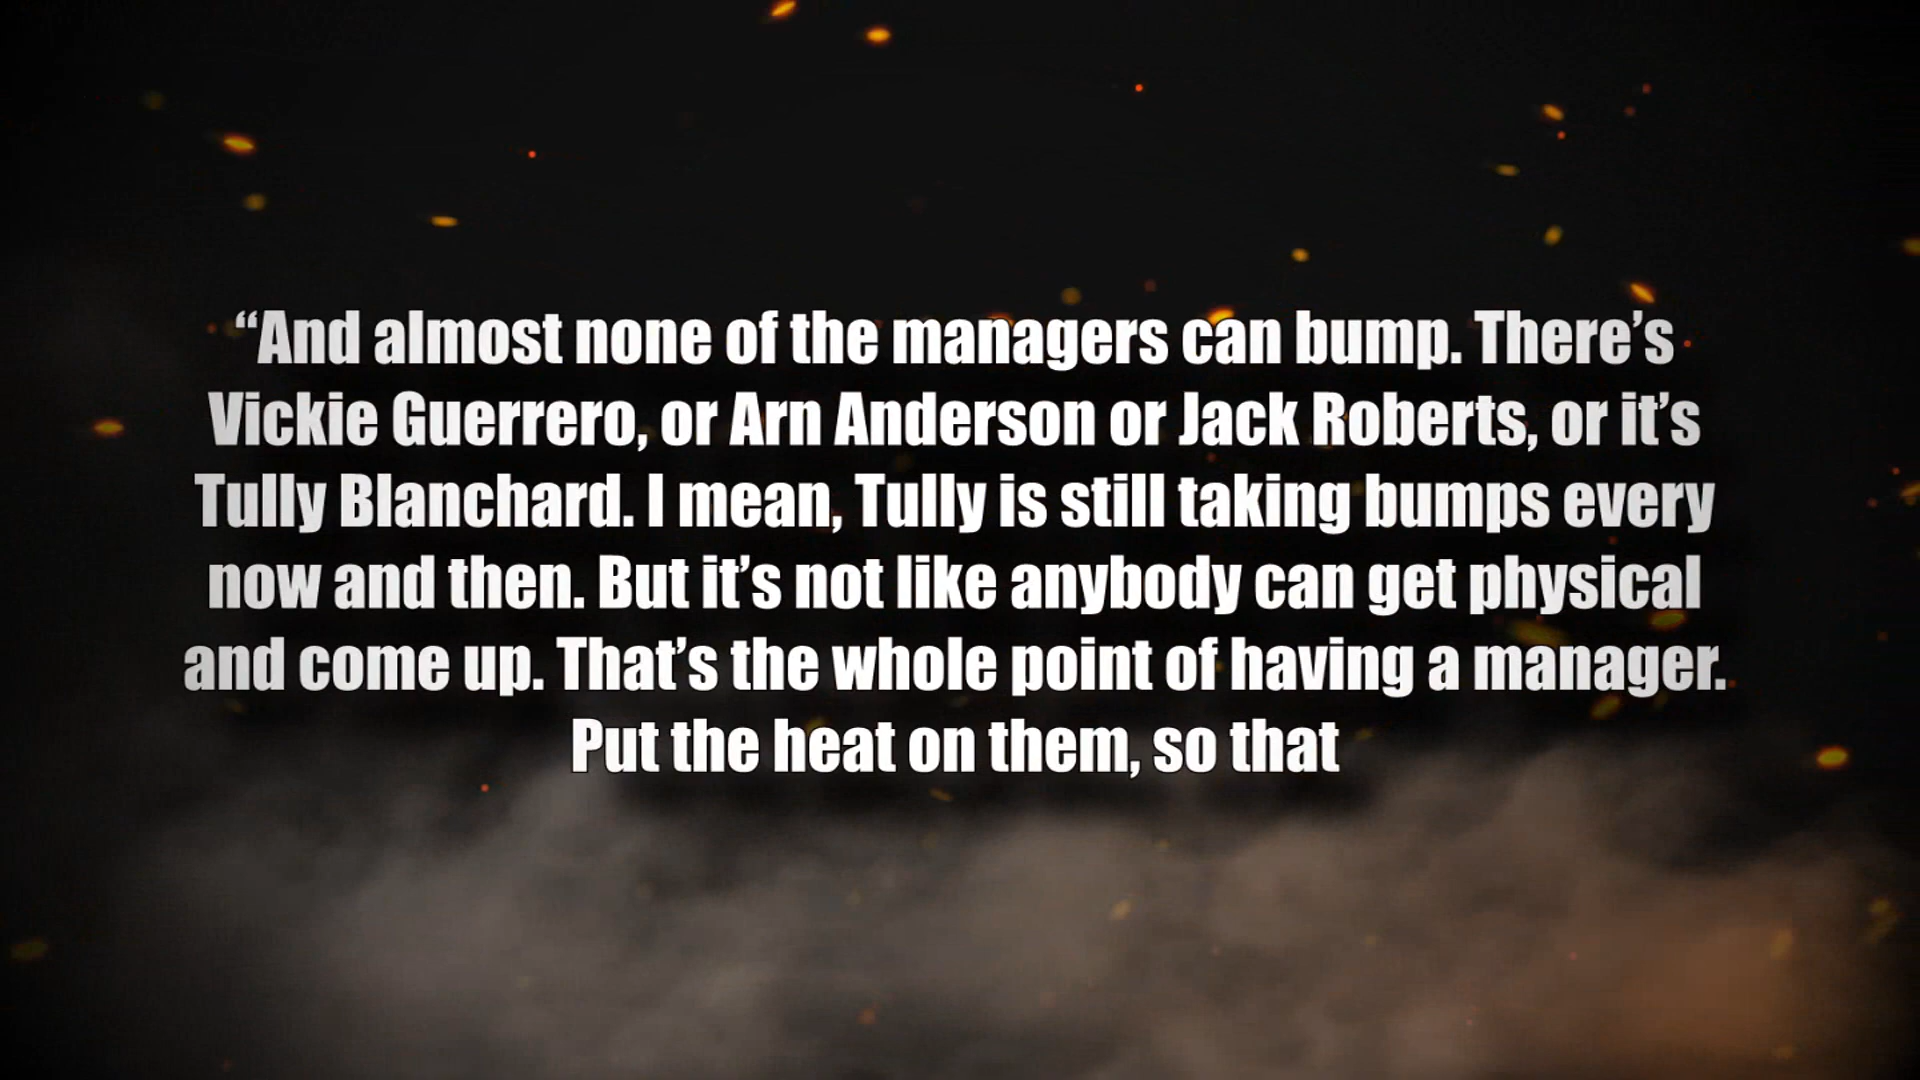 “And almost none of the managers can bump. There’s
Vickie Guerrero, or Arn Anderson or Jack Roberts, or it’s
Tully Blanchard. I mean, Tully is still taking bumps every
now and then. But it’s not like anybody can get physical
and come up. That’s the whole point of having a manager.
Put the heat on them, so that